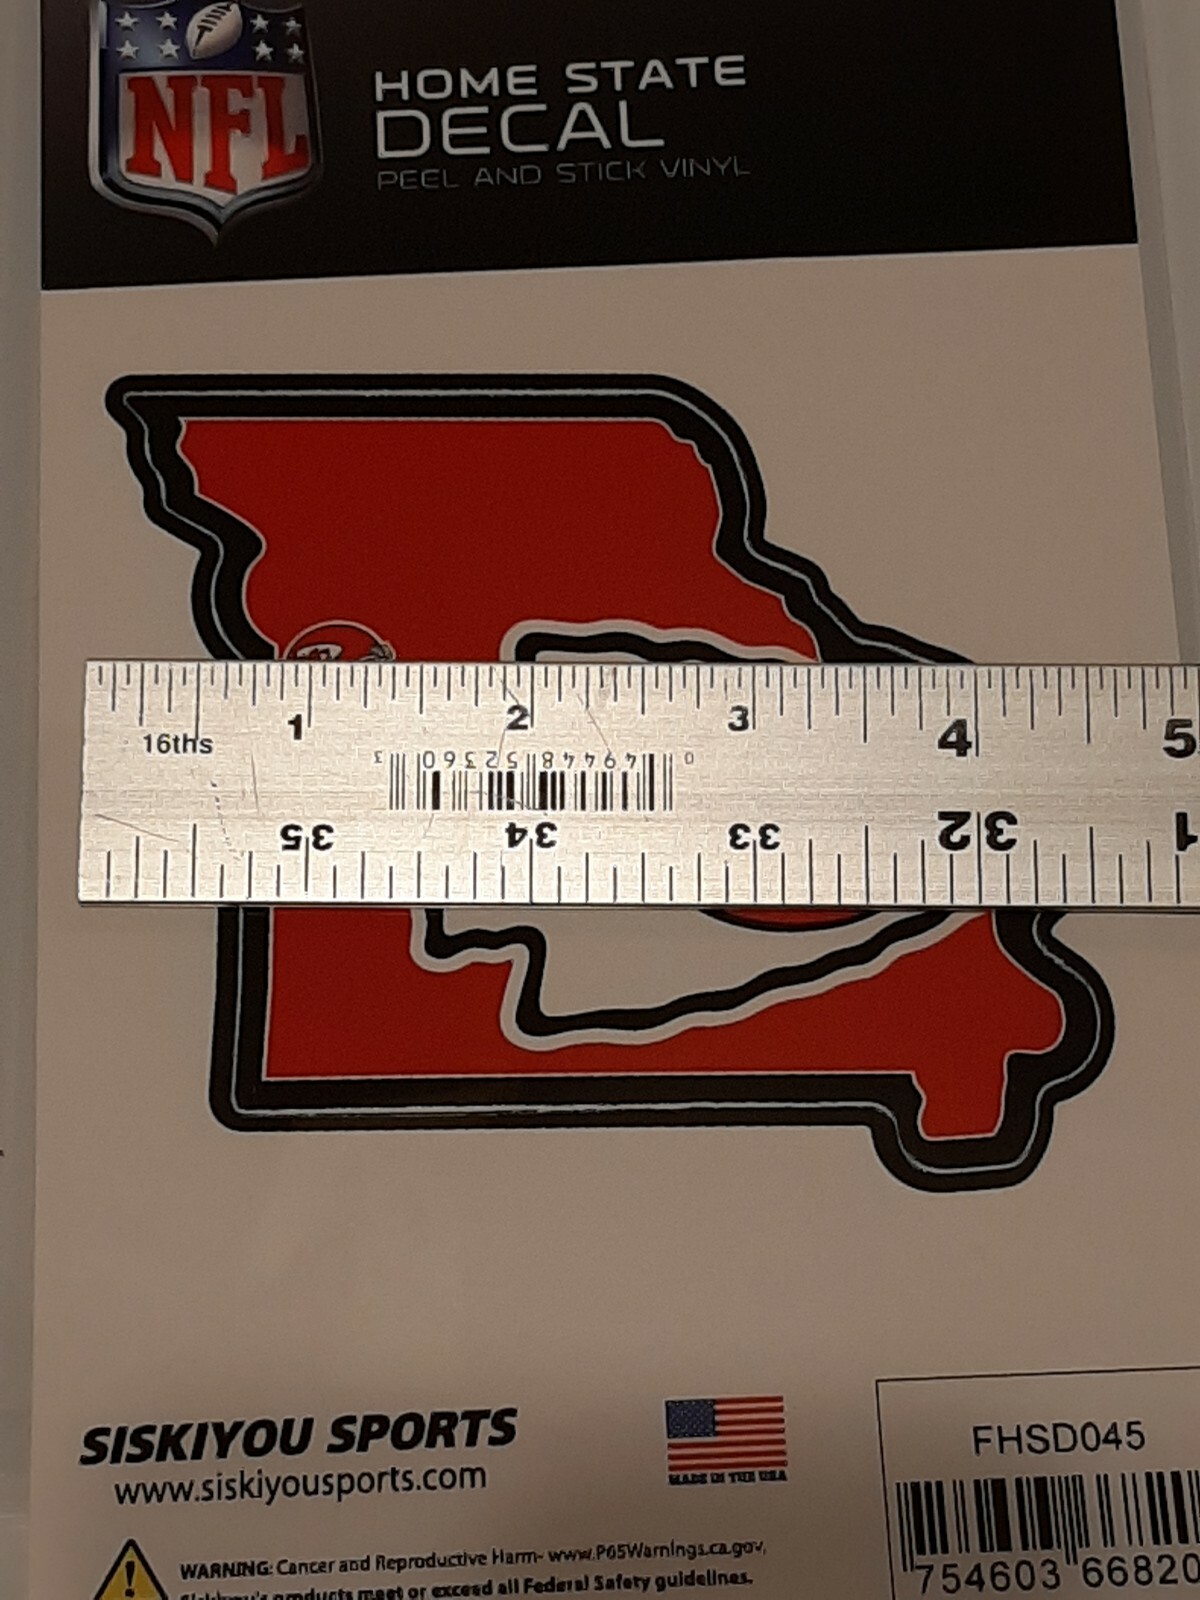 NFL
HOME STATE
DECAL
PEEL AND STICK VINYL
1 2 3 4 5
16ths
0 49448 52360 3
35 34 33 32 1
SISKIYOU SPORTS
www.siskiyousports.com
MADE IN THE USA
FHSD045
754603 66820
WARNING: Cancer and Reproductive Harm- www.P65Warnings.ca.gov,
Siskiyou's products meet or exceed all Federal Safety guidelines.